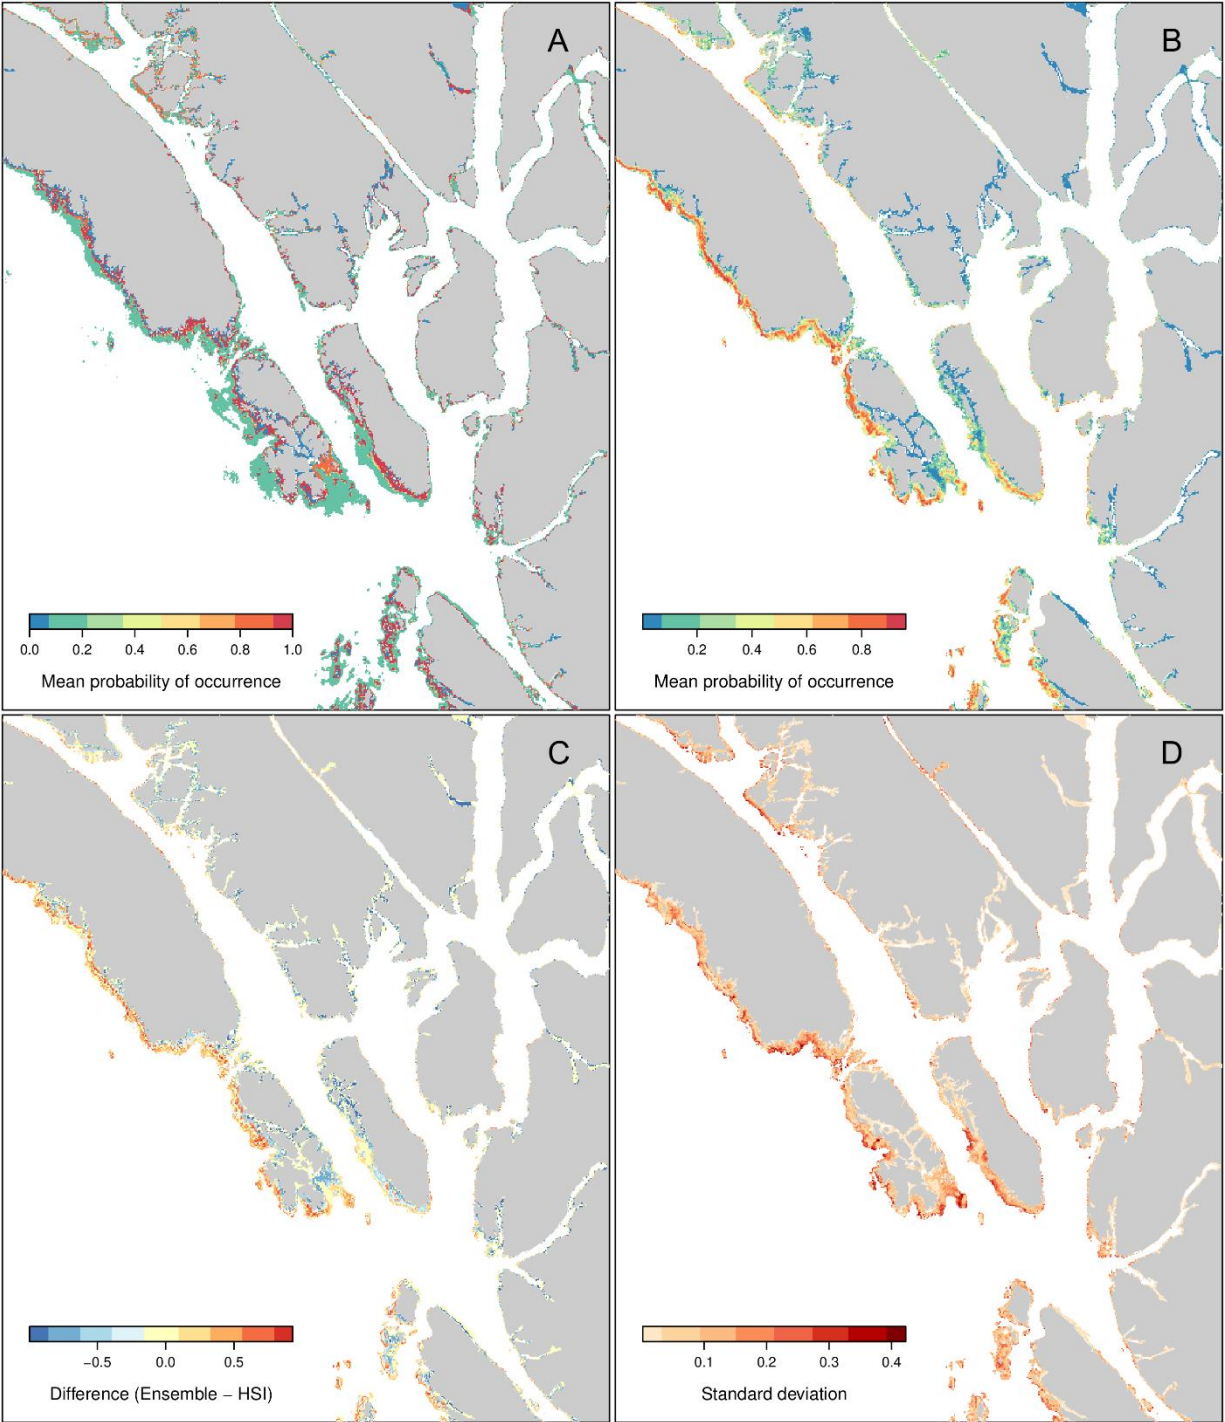 A
B
0.0 0.2 0.4 0.6 0.8 1.0
Mean probability of occurrence
0.2 0.4 0.6 0.8
Mean probability of occurrence
C
D
−0.5 0.0 0.5
Difference (Ensemble − HSI)
0.1 0.2 0.3 0.4
Standard deviation